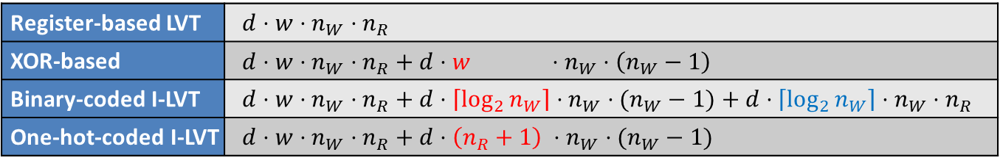 Register-based LVT d · w · n_W · n_R
XOR-based d · w · n_W · n_R + d · w · n_W · (n_W − 1)
Binary-coded I-LVT d · w · n_W · n_R + d · ⌈log₂ n_W⌉ · n_W · (n_W − 1) + d · ⌈log₂ n_W⌉ · n_W · n_R
One-hot-coded I-LVT d · w · n_W · n_R + d · (n_R + 1) · n_W · (n_W − 1)